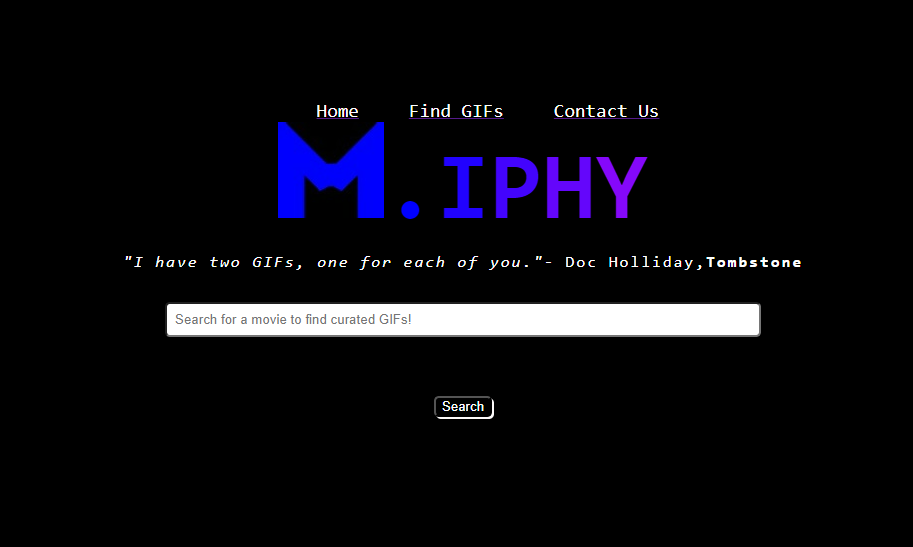 Home Find GIFs Contact Us
M.IPHY
"I have two GIFs, one for each of you."- Doc Holliday,Tombstone
Search for a movie to find curated GIFs!
Search